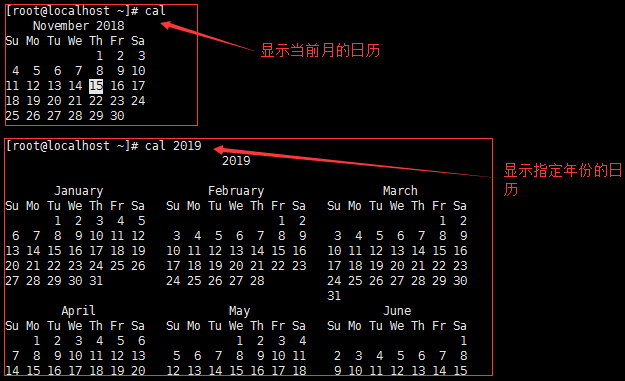 [root@localhost ~]# cal
November 2018
Su Mo Tu We Th Fr Sa
1 2 3
4 5 6 7 8 9 10
11 12 13 14 15 16 17
18 19 20 21 22 23 24
25 26 27 28 29 30
显示当前月的日历
[root@localhost ~]# cal 2019
2019
显示指定年份的日
历
January February March
Su Mo Tu We Th Fr Sa Su Mo Tu We Th Fr Sa Su Mo Tu We Th Fr Sa
1 2 3 4 5 1 2 1 2
6 7 8 9 10 11 12 3 4 5 6 7 8 9 3 4 5 6 7 8 9
13 14 15 16 17 18 19 10 11 12 13 14 15 16 10 11 12 13 14 15 16
20 21 22 23 24 25 26 17 18 19 20 21 22 23 17 18 19 20 21 22 23
27 28 29 30 31 24 25 26 27 28 24 25 26 27 28 29 30
31
April May June
Su Mo Tu We Th Fr Sa Su Mo Tu We Th Fr Sa Su Mo Tu We Th Fr Sa
1 2 3 4 5 6 1 2 3 4 1
7 8 9 10 11 12 13 5 6 7 8 9 10 11 2 3 4 5 6 7 8
14 15 16 17 18 19 20 12 13 14 15 16 17 18 9 10 11 12 13 14 15